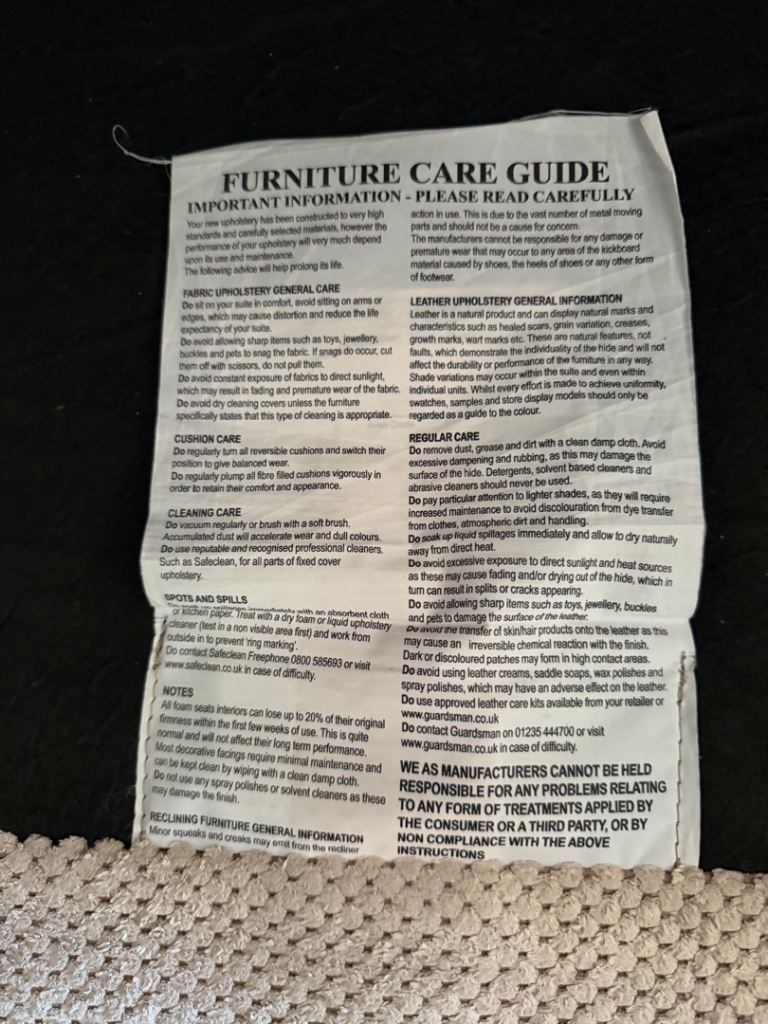 FURNITURE CARE GUIDE
IMPORTANT INFORMATION - PLEASE READ CAREFULLY
Your new upholstery has been constructed to very high
standards and carefully selected materials, however the
performance of your upholstery will very much depend
upon its use and maintenance.
The following advice will help prolong its life.
FABRIC UPHOLSTERY GENERAL CARE
Do sit on your suite in comfort, avoid sitting on arms or
edges, which may cause distortion and reduce the life
expectancy of your suite.
Do avoid allowing sharp items such as toys, jewellery,
buckles and pets to snag the fabric. If snags do occur, cut
them off with scissors, do not pull them.
Do avoid constant exposure of fabrics to direct sunlight,
which may result in fading and premature wear of the fabric.
Do avoid dry cleaning covers unless the furniture
specifically states that this type of cleaning is appropriate.
CUSHION CARE
Do regularly turn all reversible cushions and switch their
position to give balanced wear.
Do regularly plump all fibre filled cushions vigorously in
order to retain their comfort and appearance.
CLEANING CARE
Do vacuum regularly or brush with a soft brush.
Accumulated dust will accelerate wear and dull colours.
Do use reputable and recognised professional cleaners.
Such as Safeclean, for all parts of fixed cover
upholstery.
SPOTS AND SPILLS
Do soak up spillages immediately with an absorbent cloth
or kitchen paper. Treat with a dry foam or liquid upholstery
cleaner (test in a non visible area first) and work from
outside in to prevent 'ring marking'.
Do contact Safeclean Freephone 0800 585693 or visit
www.safeclean.co.uk in case of difficulty.
NOTES
All foam seats interiors can lose up to 20% of their original
firmness within the first few weeks of use. This is quite
normal and will not affect their long term performance.
Most decorative facings require minimal maintenance and
can be kept clean by wiping with a clean damp cloth.
Do not use any spray polishes or solvent cleaners as these
may damage the finish.
RECLINING FURNITURE GENERAL INFORMATION
Minor squeaks and creaks may emit from the recliner
action in use. This is due to the vast number of metal moving
parts and should not be a cause for concern.
The manufacturers cannot be responsible for any damage or
premature wear that may occur to any area of the kickboard
material caused by shoes, the heels of shoes or any other form
of footwear.
LEATHER UPHOLSTERY GENERAL INFORMATION
Leather is a natural product and can display natural marks and
characteristics such as healed scars, grain variation, creases,
growth marks, wart marks etc. These are natural features, not
faults, which demonstrate the individuality of the hide and will not
affect the durability or performance of the furniture in any way.
Shade variations may occur within the suite and even within
individual units. Whilst every effort is made to achieve uniformity,
swatches, samples and store display models should only be
regarded as a guide to the colour.
REGULAR CARE
Do remove dust, grease and dirt with a clean damp cloth. Avoid
excessive dampening and rubbing, as this may damage the
surface of the hide. Detergents, solvent based cleaners and
abrasive cleaners should never be used.
Do pay particular attention to lighter shades, as they will require
increased maintenance to avoid discolouration from dye transfer
from clothes, atmospheric dirt and handling.
Do soak up liquid spillages immediately and allow to dry naturally
away from direct heat.
Do avoid excessive exposure to direct sunlight and heat sources
as these may cause fading and/or drying out of the hide, which in
turn can result in splits or cracks appearing.
Do avoid allowing sharp items such as toys, jewellery, buckles
and pets to damage the surface of the leather.
Do avoid the transfer of skin/hair products onto the leather as this
may cause an irreversible chemical reaction with the finish.
Dark or discoloured patches may form in high contact areas.
Do avoid using leather creams, saddle soaps, wax polishes and
spray polishes, which may have an adverse effect on the leather.
Do use approved leather care kits available from your retailer or
www.guardsman.co.uk
Do contact Guardsman on 01235 444700 or visit
www.guardsman.co.uk in case of difficulty.
WE AS MANUFACTURERS CANNOT BE HELD
RESPONSIBLE FOR ANY PROBLEMS RELATING
TO ANY FORM OF TREATMENTS APPLIED BY
THE CONSUMER OR A THIRD PARTY, OR BY
NON COMPLIANCE WITH THE ABOVE
INSTRUCTIONS